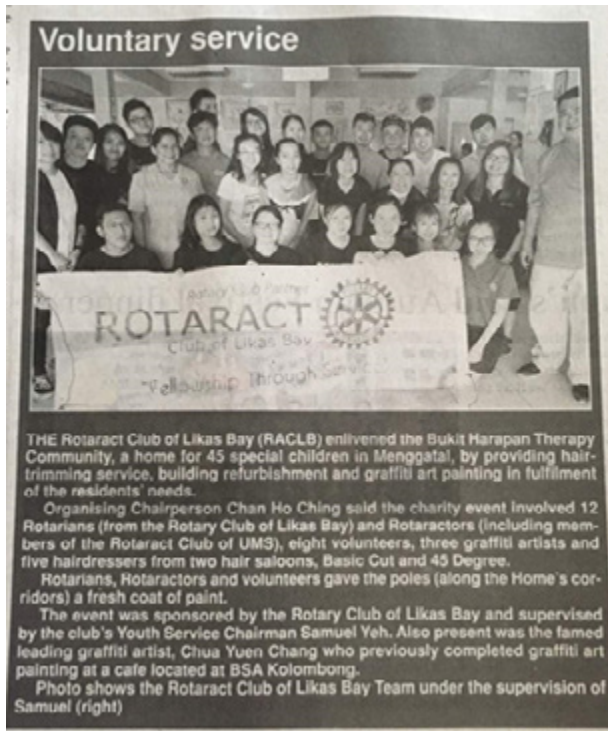 Voluntary service
Rotary Club Partner
ROTARACT
Club of Likas Bay
"Fellowship Through Service
THE Rotaract Club of Likas Bay (RACLB) enlivened the Bukit Harapan Therapy
Community, a home for 45 special children in Menggatal, by providing hair-
trimming service, building refurbishment and graffiti art painting in fulfilment
of the residents' needs.
Organising Chairperson Chan Ho Ching said the charity event involved 12
Rotarians (from the Rotary Club of Likas Bay) and Rotaractors (including mem-
bers of the Rotaract Club of UMS), eight volunteers, three graffiti artists and
five hairdressers from two hair saloons, Basic Cut and 45 Degree.
Rotarians, Rotaractors and volunteers gave the poles (along the Home's cor-
ridors) a fresh coat of paint.
The event was sponsored by the Rotary Club of Likas Bay and supervised
by the club's Youth Service Chairman Samuel Yeh. Also present was the famed
leading graffiti artist, Chua Yuen Chang who previously completed graffiti art
painting at a cafe located at BSA Kolombong.
Photo shows the Rotaract Club of Likas Bay Team under the supervision of
Samuel (right)